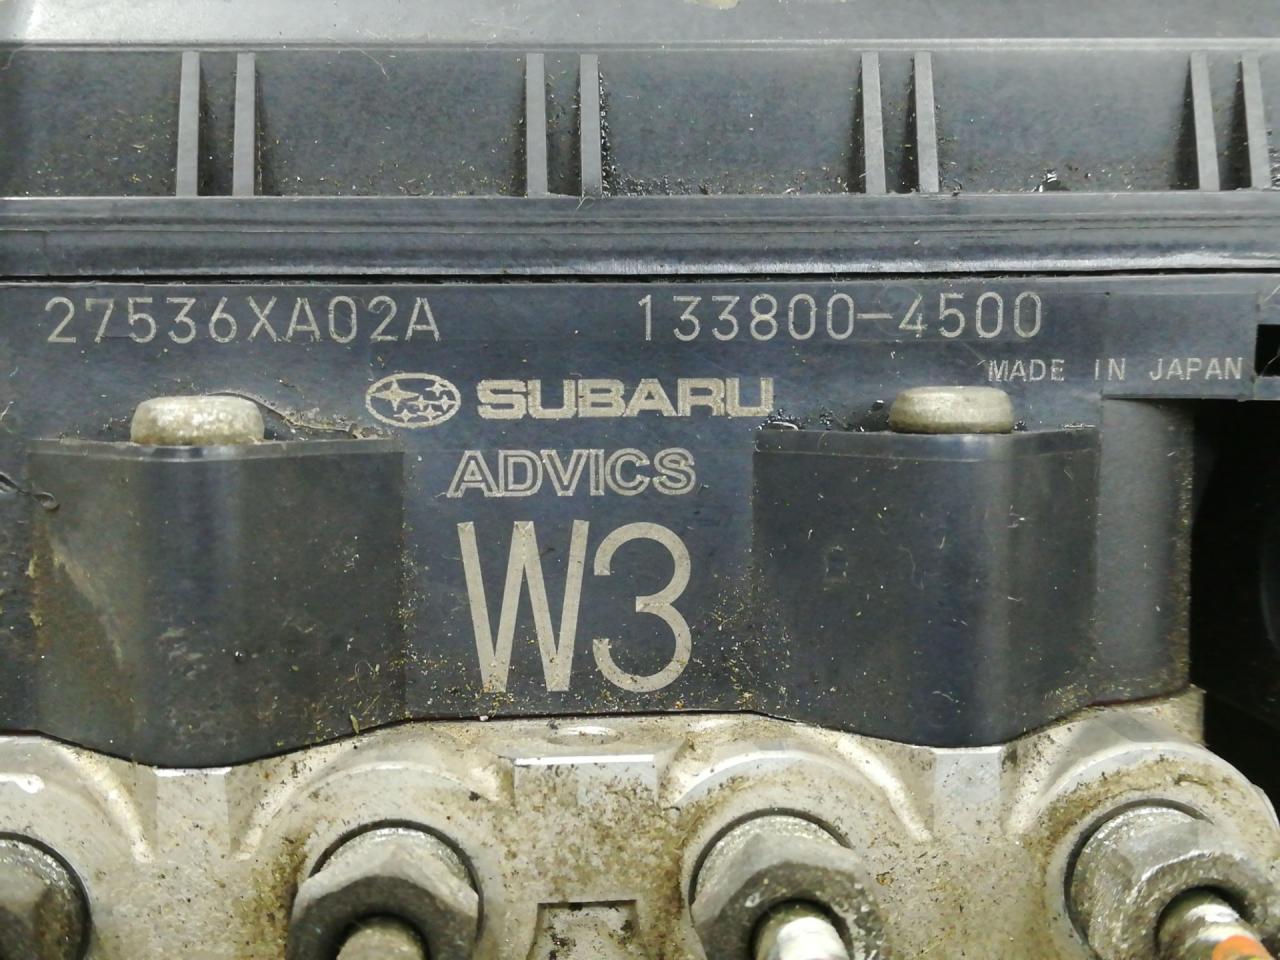 27536XA02A 133800-4500
MADE IN JAPAN
SUBARU
ADVICS
W3